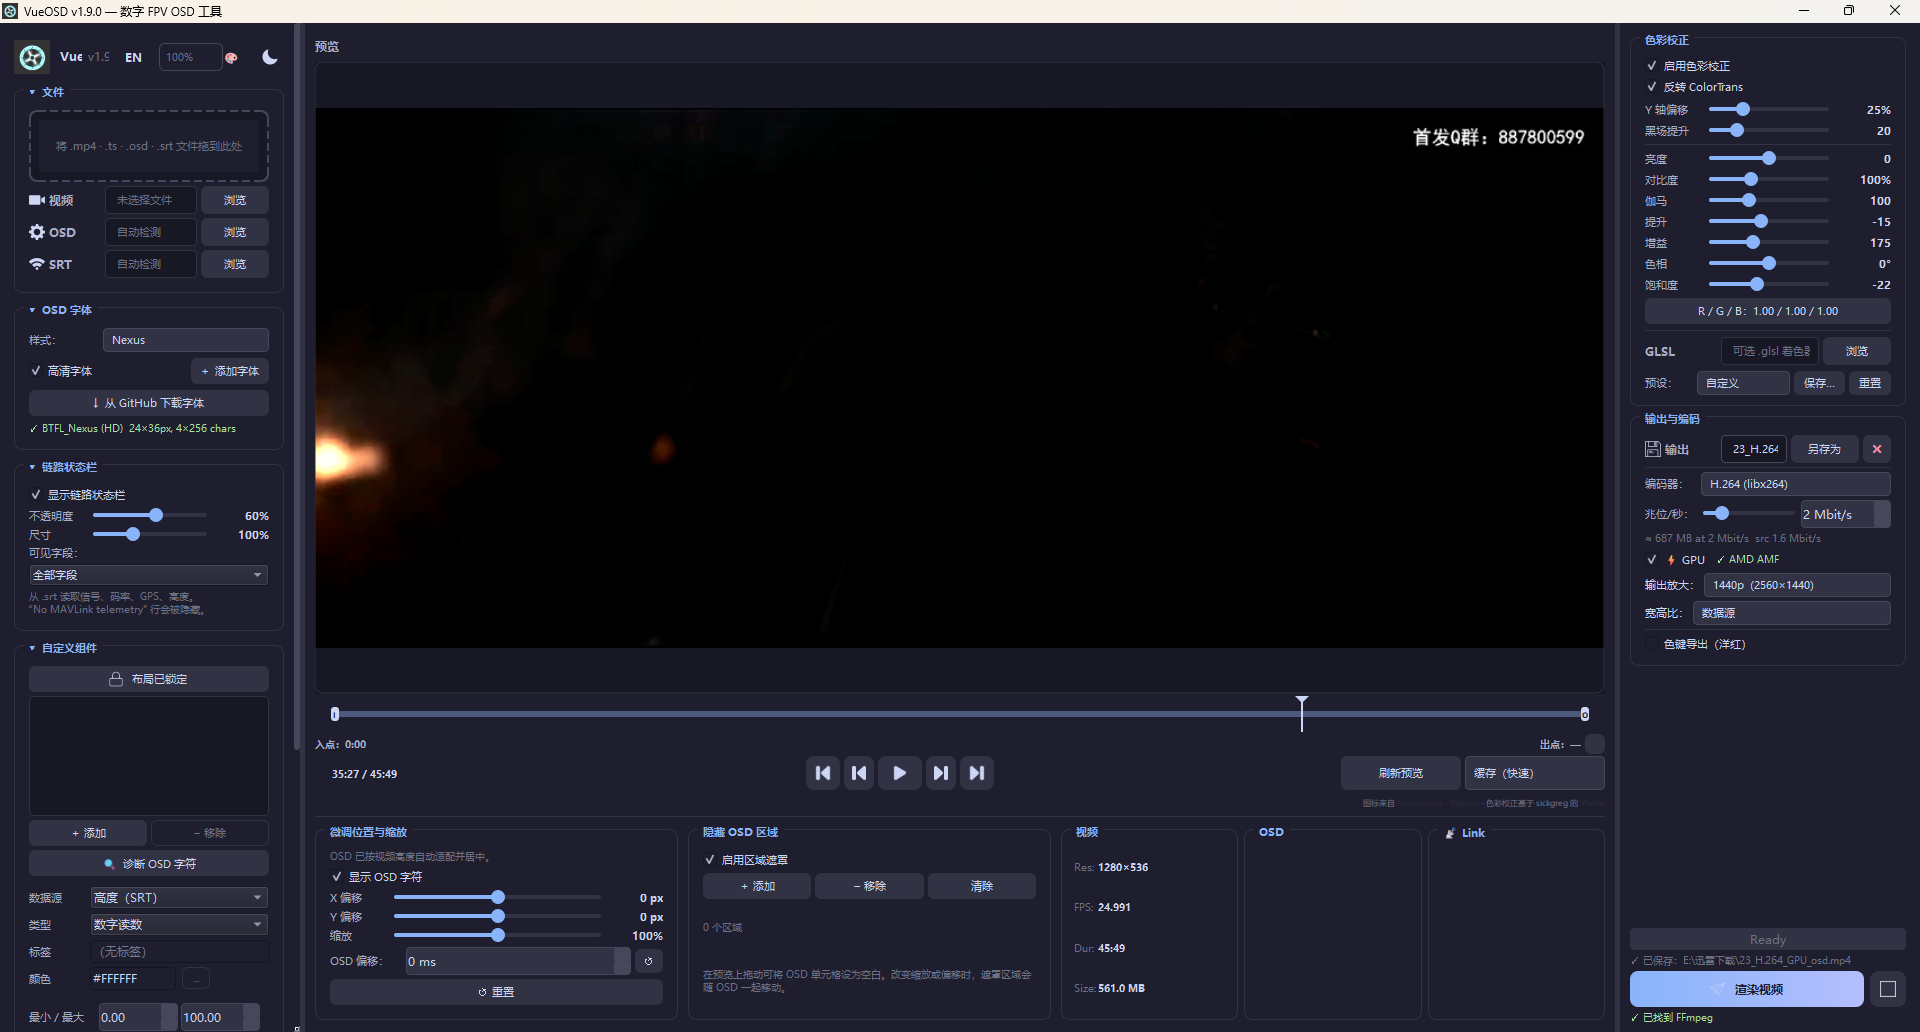 VueOSD v1.9.0 — 数字 FPV OSD 工具
Vue v1.9 EN 100%
文件
将 .mp4 · .ts · .osd · .srt 文件拖到此处
视频 未选择文件 浏览
OSD 自动检测 浏览
SRT 自动检测 浏览
OSD 字体
样式: Nexus
高清字体 + 添加字体
↓ 从 GitHub 下载字体
✓ BTFL_Nexus (HD) 24×36px, 4×256 chars
链路状态栏
显示链路状态栏
不透明度 60%
尺寸 100%
可见字段:
全部字段
从 .srt 读取信号、码率、GPS、高度。
“No MAVLink telemetry” 行会被隐藏。
自定义组件
布局已锁定
+ 添加 − 移除
诊断 OSD 字符
数据源 高度（SRT）
类型 数字读数
标签 (无标签)
颜色 #FFFFFF ..
最小 / 最大 0.00 100.00
预览
首发Q群：887800599
入点: 0:00 出点: —
35:27 / 45:49
刷新预览 缓存（快速）
图标来自 · 色彩校正基于 sickgreg 的
微调位置与缩放
OSD 已按视频高度自动适配并居中。
显示 OSD 字符
X 偏移 0 px
Y 偏移 0 px
缩放 100%
OSD 偏移: 0 ms
重置
隐藏 OSD 区域
启用区域遮罩
+ 添加 − 移除 清除
0 个区域
在预览上拖动可将 OSD 单元格设为空白。改变缩放或偏移时，遮罩区域会
随 OSD 一起移动。
视频
Res: 1280×536
FPS: 24.991
Dur: 45:49
Size: 561.0 MB
OSD
Link
色彩校正
启用色彩校正
反转 ColorTrans
Y 轴偏移 25%
黑场提升 20
亮度 0
对比度 100%
伽马 100
提升 -15
增益 175
色相 0°
饱和度 -22
R / G / B：1.00 / 1.00 / 1.00
GLSL 可选 .glsl 着色器 浏览
预设: 自定义 保存... 重置
输出与编码
输出 23_H.264 另存为
编码器: H.264 (libx264)
兆位/秒: 2 Mbit/s
≈ 687 MB at 2 Mbit/s src 1.6 Mbit/s
GPU ✓ AMD AMF
输出放大: 1440p (2560×1440)
宽高比: 数据源
色键导出（洋红）
Ready
✓ 已保存: E:\迅雷下载\23_H.264_GPU_osd.mp4
渲染视频
✓ 已找到 FFmpeg